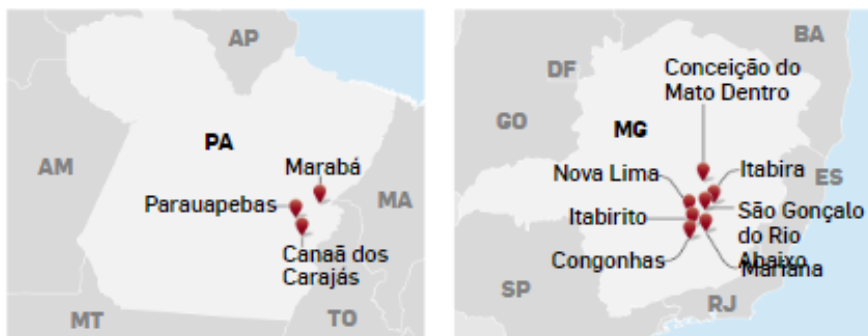 AP
PA
AM
Marabá
Parauapebas
MA
Canaã dos
Carajás
MT
TO
BA
DF
Conceição do
Mato Dentro
GO
MG
Nova Lima
Itabira
ES
Itabirito
São Gonçalo
do Rio
Abaixo
Congonhas
Mariana
SP
RJ